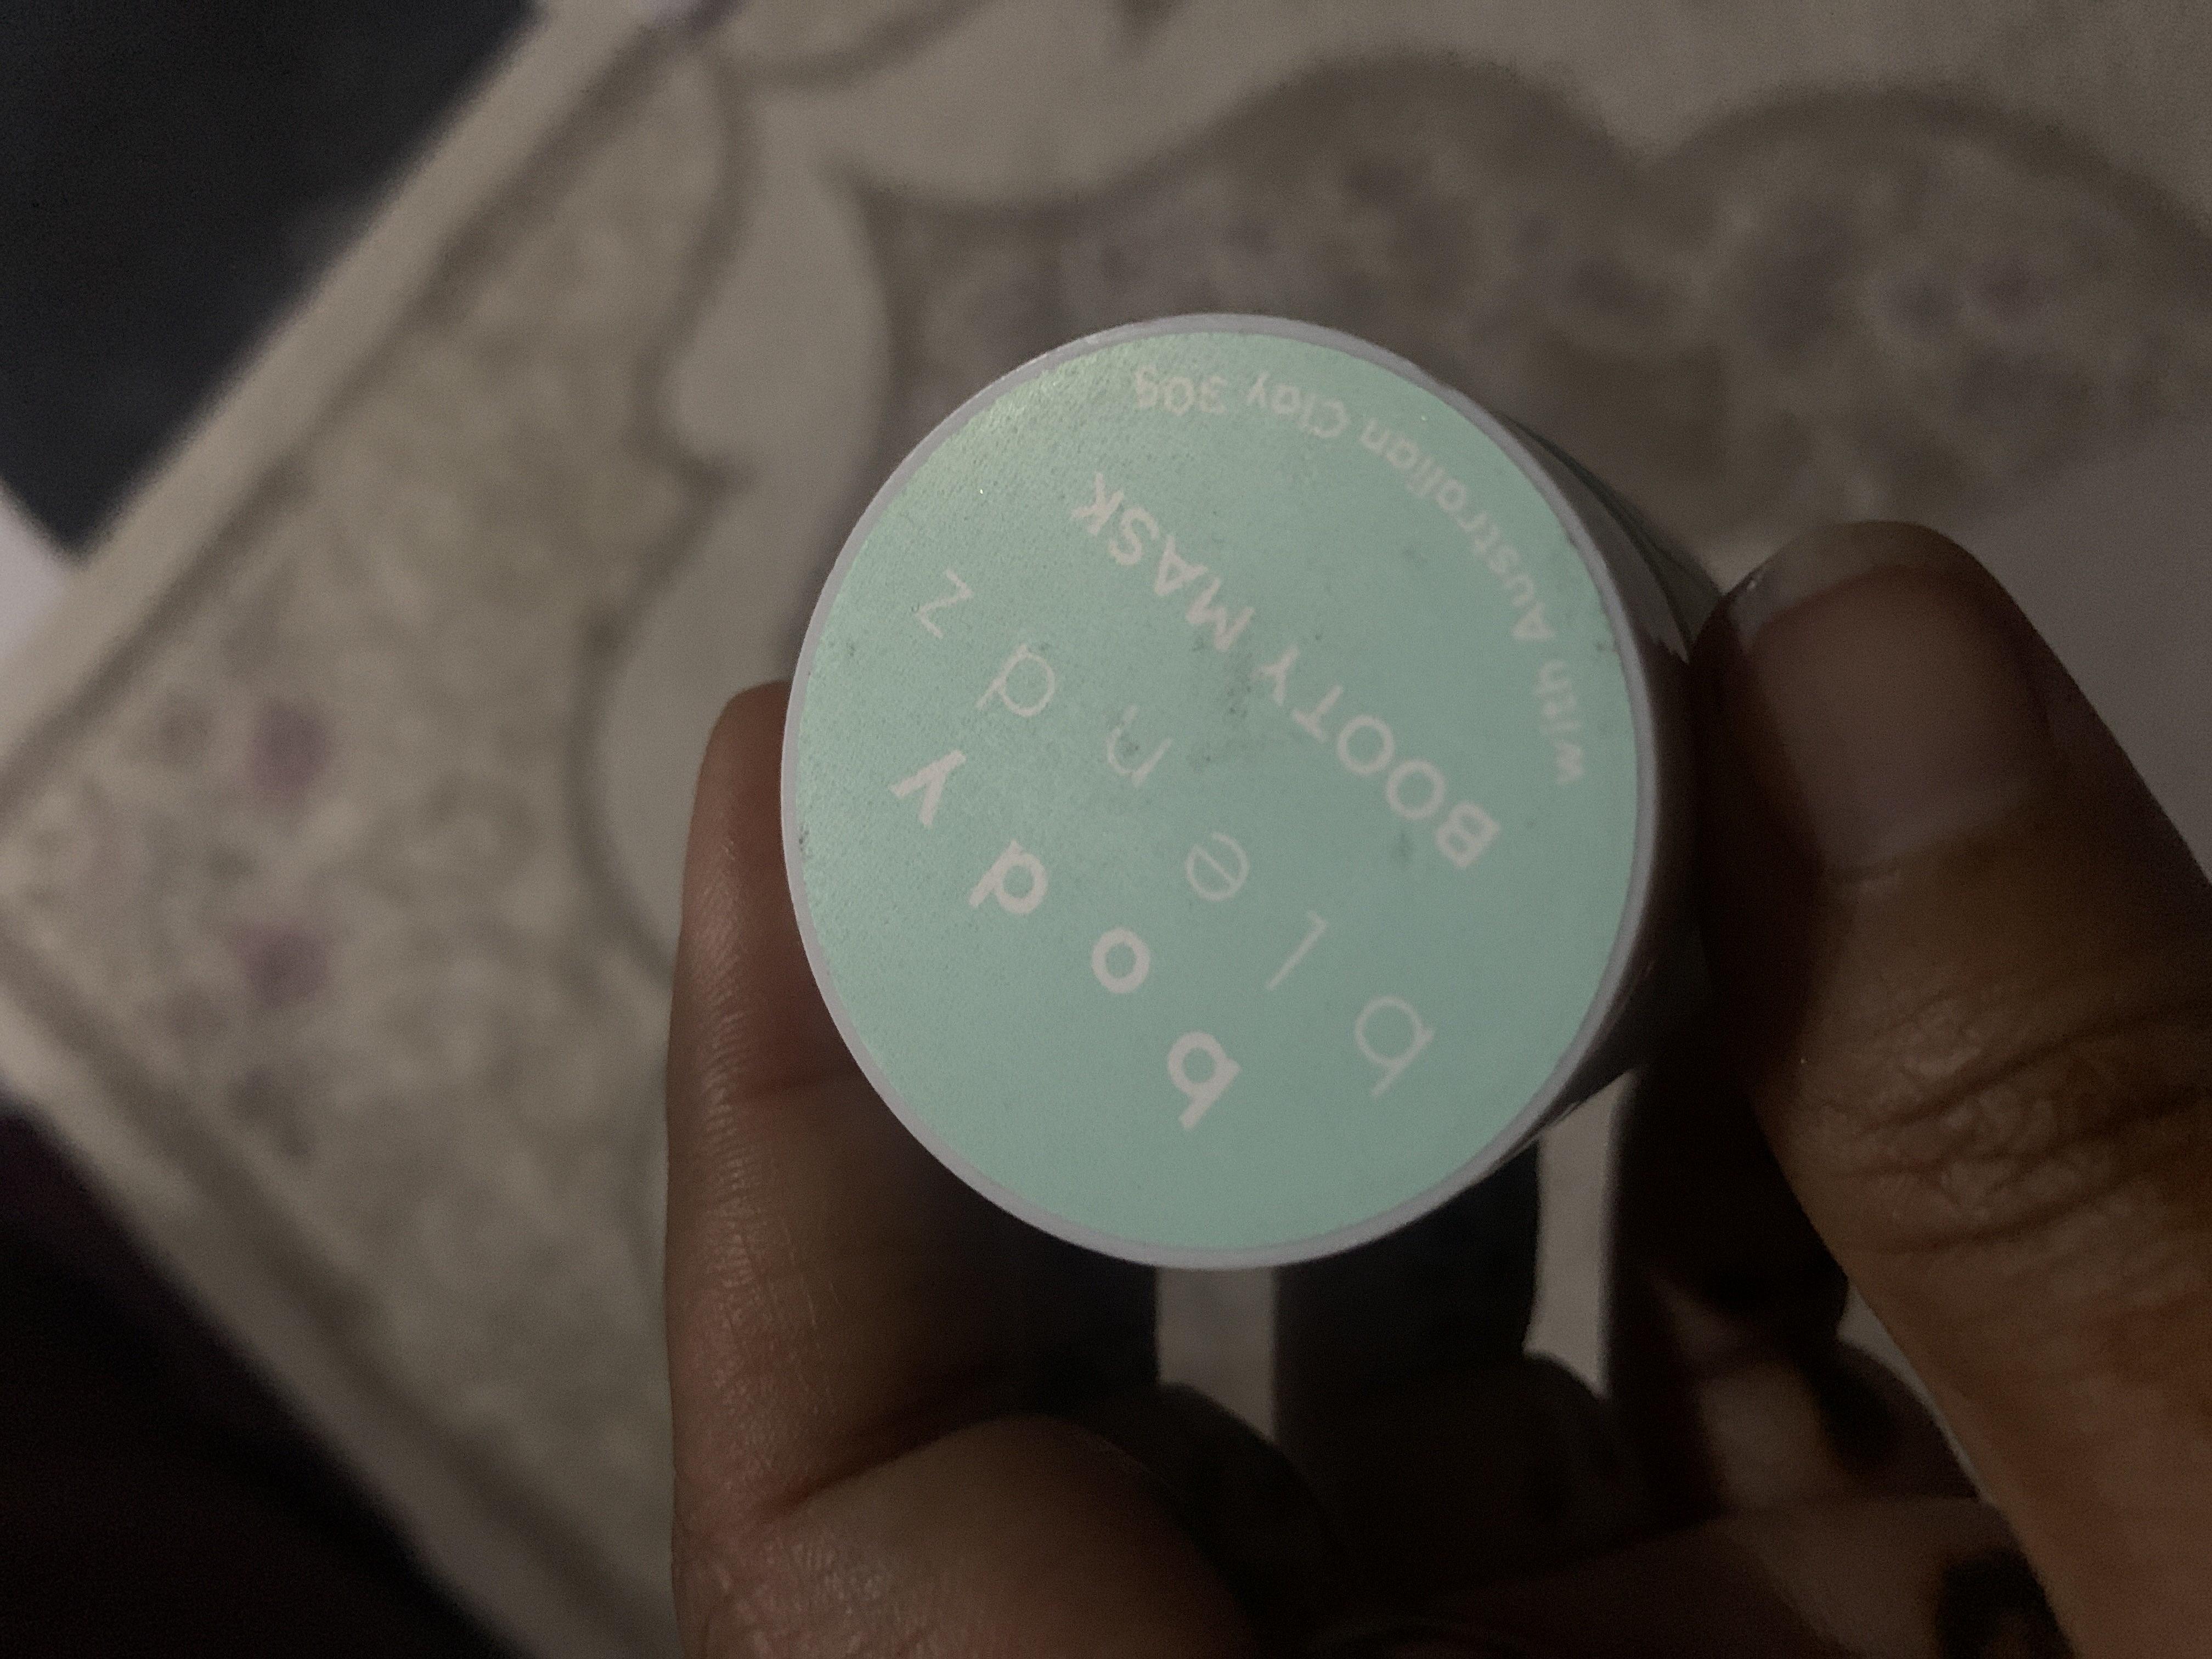 body
blendz
BOOTY MASK
with Australian Clay 30g